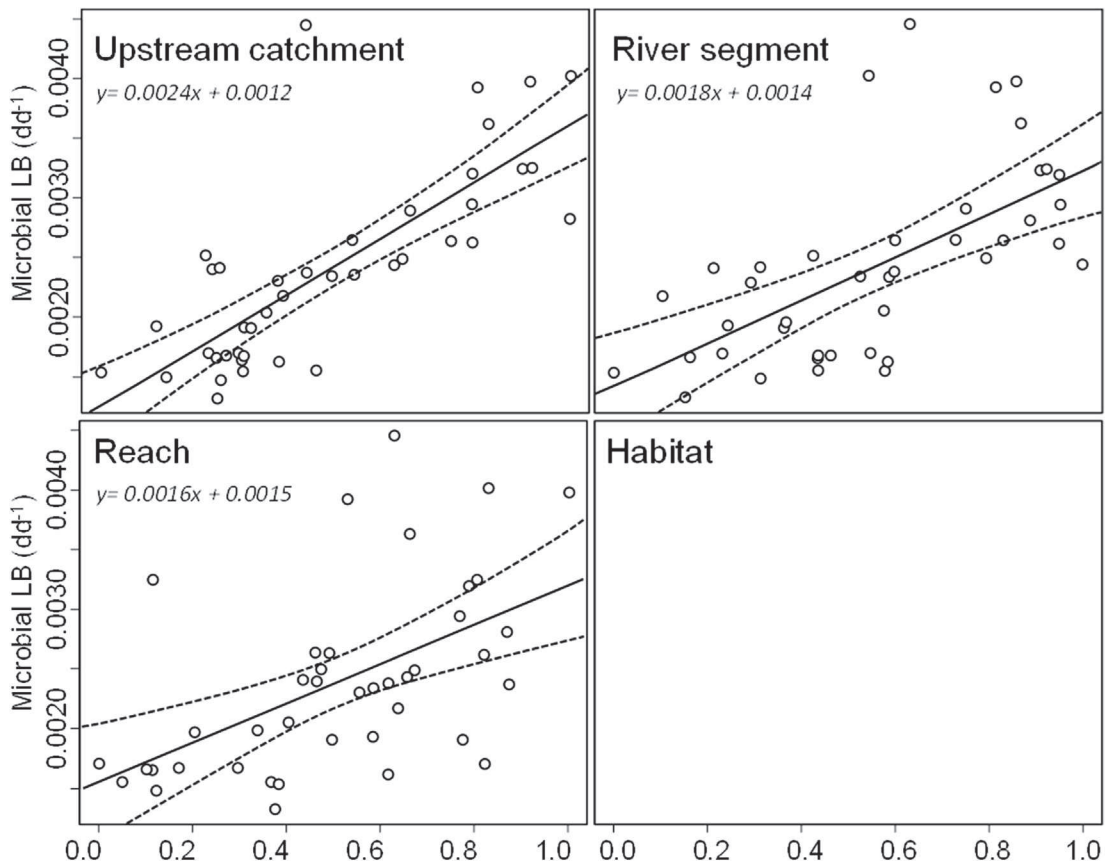 Upstream catchment
y= 0.0024x + 0.0012
River segment
y= 0.0018x + 0.0014
Microbial LB (dd-1)
0.0020 0.0030 0.0040
Reach
y= 0.0016x + 0.0015
Habitat
Microbial LB (dd-1)
0.0020 0.0030 0.0040
0.0 0.2 0.4 0.6 0.8 1.0 0.0 0.2 0.4 0.6 0.8 1.0